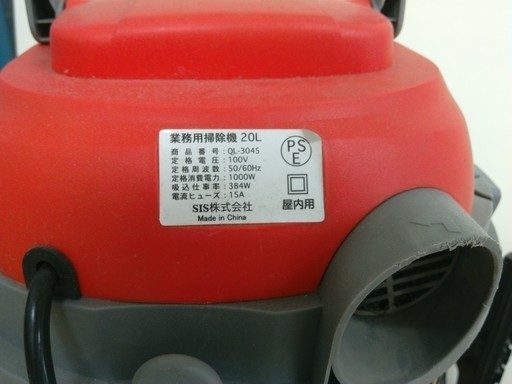 業務用掃除機 20L
商品番号: QL-3045
定格電圧: 100V
定格周波数: 50/60Hz
定格消費電力: 1000W
吸込仕事率: 384W
電流ヒューズ: 15A
SIS株式会社
Made in China
PS
E
屋内用